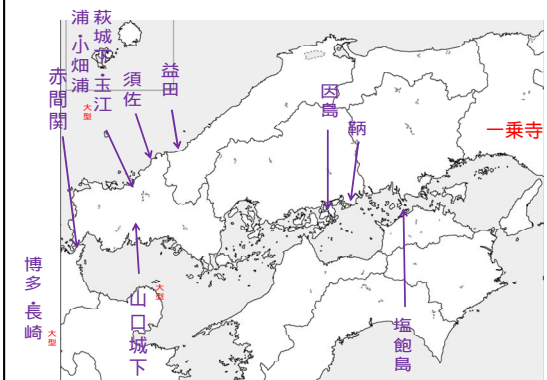 萩城下・玉江
浦・小畑浦
大型
赤間関
須佐
益田
因島
鞆
一乗寺
博多・長崎
大型
山口城下
大型
塩飽島